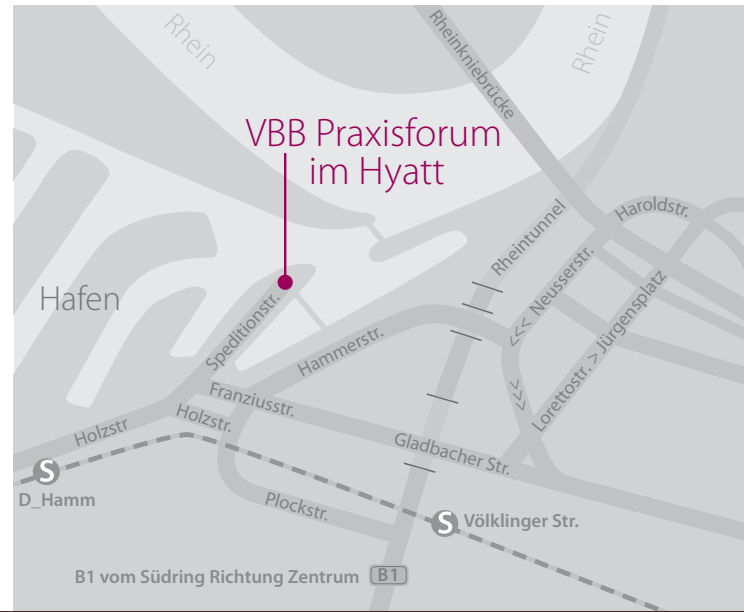 Rhein
Rhein
Rheinkniebrücke
VBB Praxisforum
im Hyatt
Haroldstr.
Rheintunnel
<<< Neusserstr.
Lorettostr. > Jürgensplatz
<<<
Hafen
Speditionstr.
Hammerstr.
Franziusstr.
Holzstr
Holzstr.
Gladbacher Str.
S
D_Hamm
Plockstr.
S Völklinger Str.
B1 vom Südring Richtung Zentrum B1